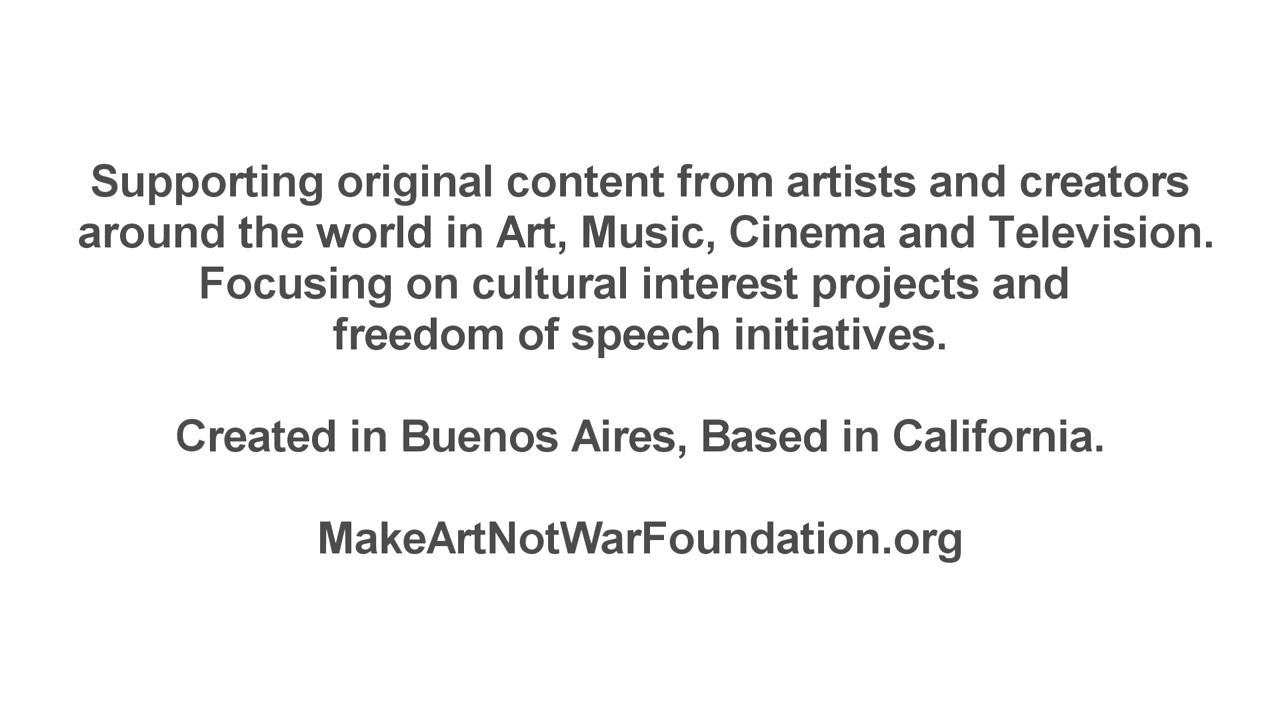 Supporting original content from artists and creators
around the world in Art, Music, Cinema and Television.
Focusing on cultural interest projects and
freedom of speech initiatives.
Created in Buenos Aires, Based in California.
MakeArtNotWarFoundation.org